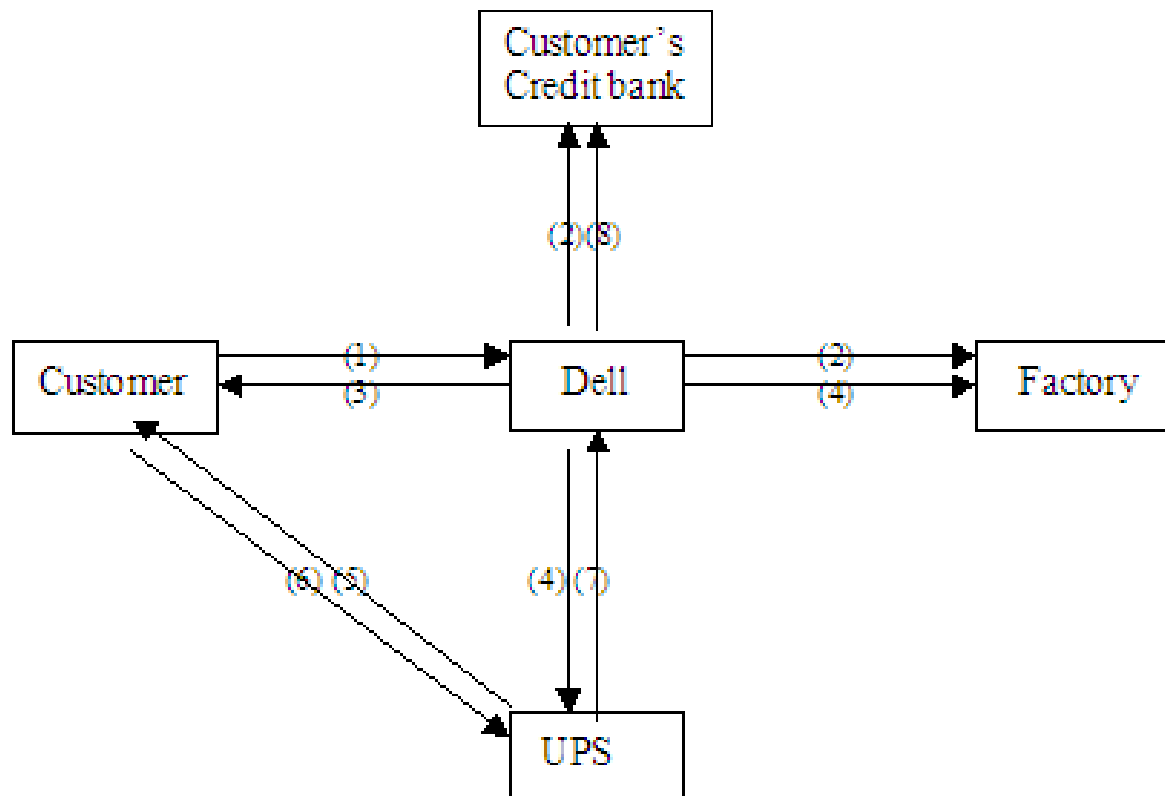 Customer's
Credit bank
(2) (8)
(1)
(2)
Customer
Dell
Factory
(3)
(4)
(6) (5)
(4) (7)
UPS